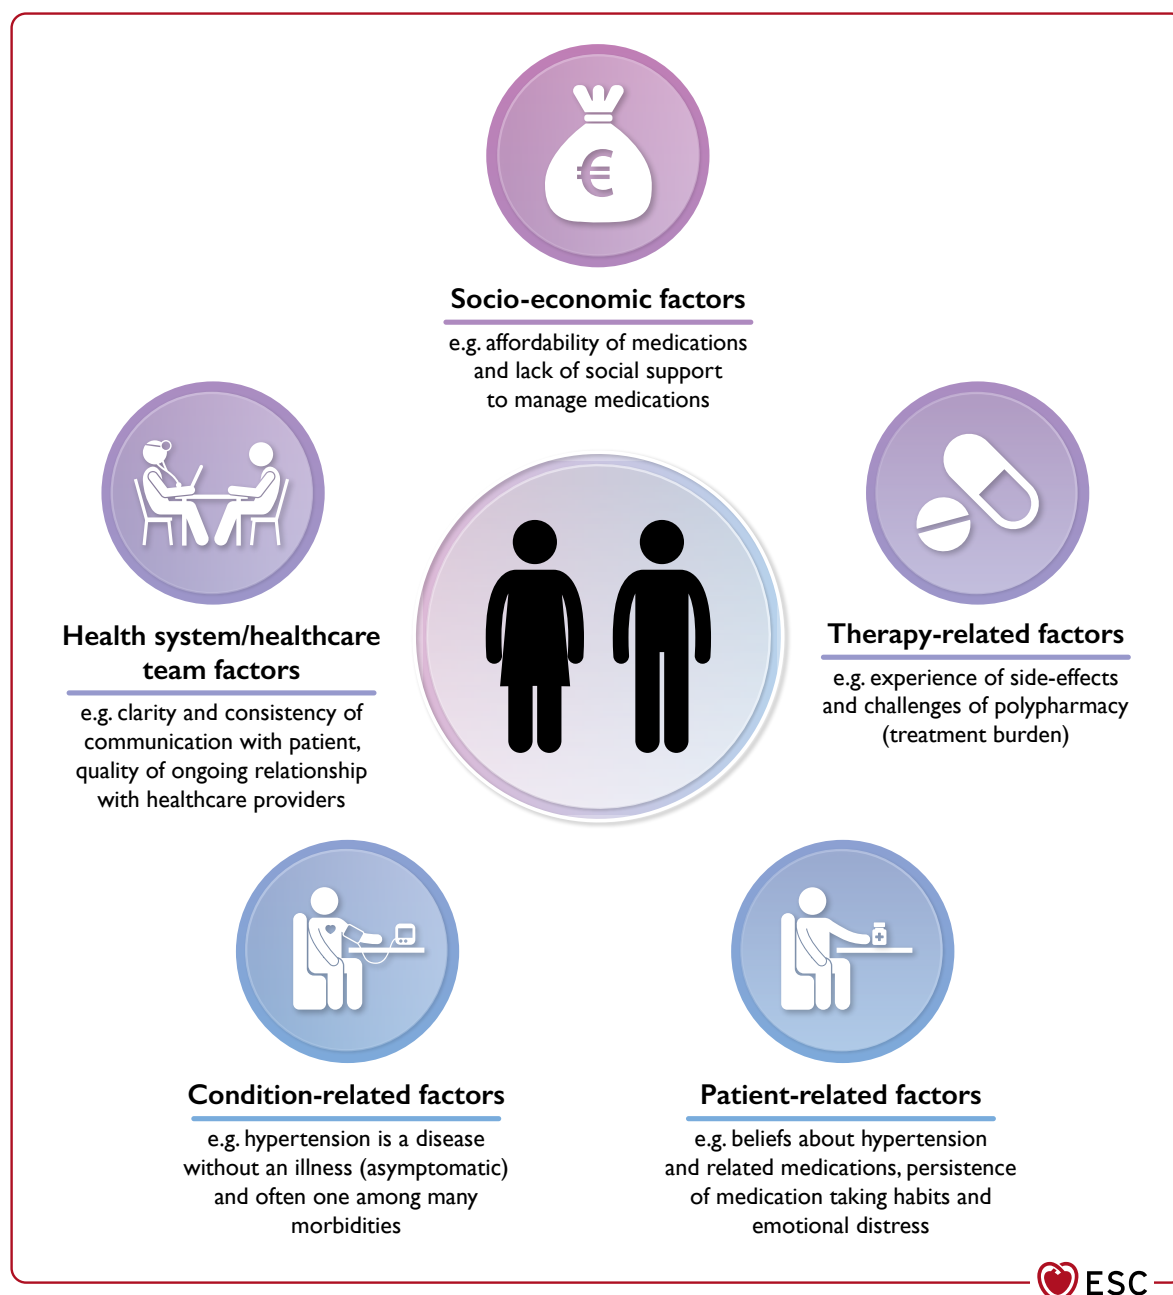 €
Socio-economic factors
e.g. affordability of medications
and lack of social support
to manage medications
Health system/healthcare
team factors
e.g. clarity and consistency of
communication with patient,
quality of ongoing relationship
with healthcare providers
Therapy-related factors
e.g. experience of side-effects
and challenges of polypharmacy
(treatment burden)
Condition-related factors
e.g. hypertension is a disease
without an illness (asymptomatic)
and often one among many
morbidities
Patient-related factors
e.g. beliefs about hypertension
and related medications, persistence
of medication taking habits and
emotional distress
ESC